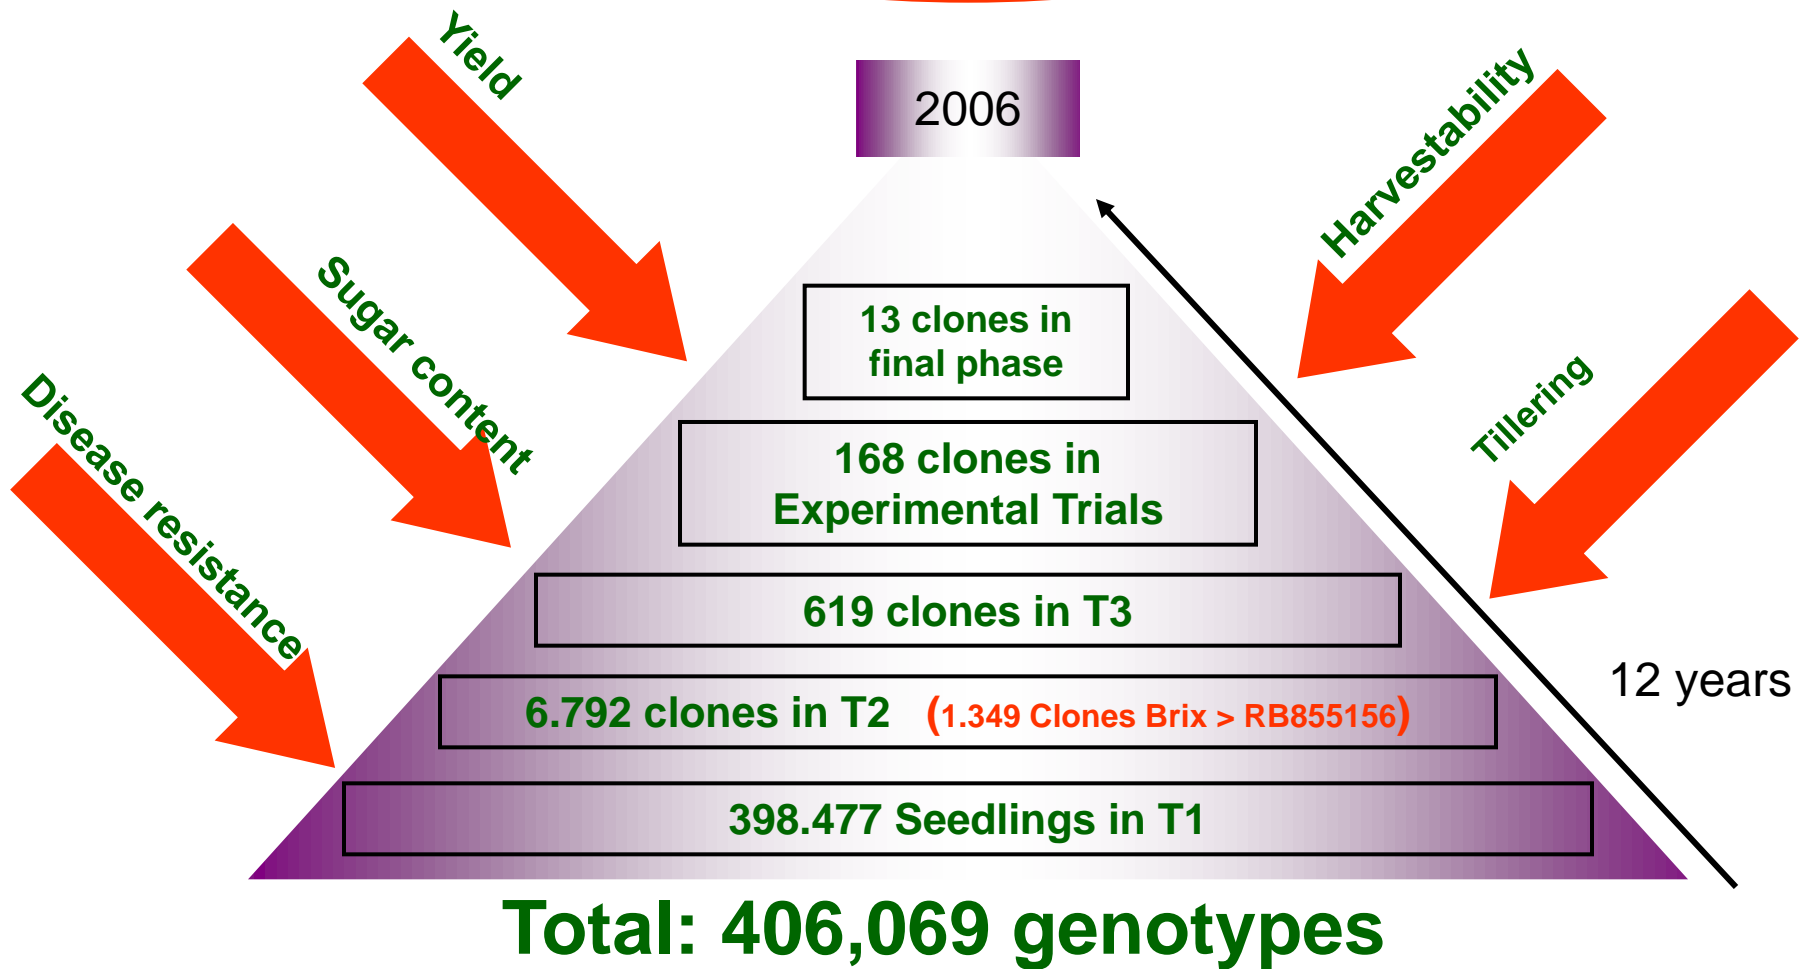 Yield
2006
Harvestability
Sugar content
13 clones in
final phase
Disease resistance
Tillering
168 clones in
Experimental Trials
619 clones in T3
12 years
6.792 clones in T2 (1.349 Clones Brix > RB855156)
398.477 Seedlings in T1
Total: 406,069 genotypes